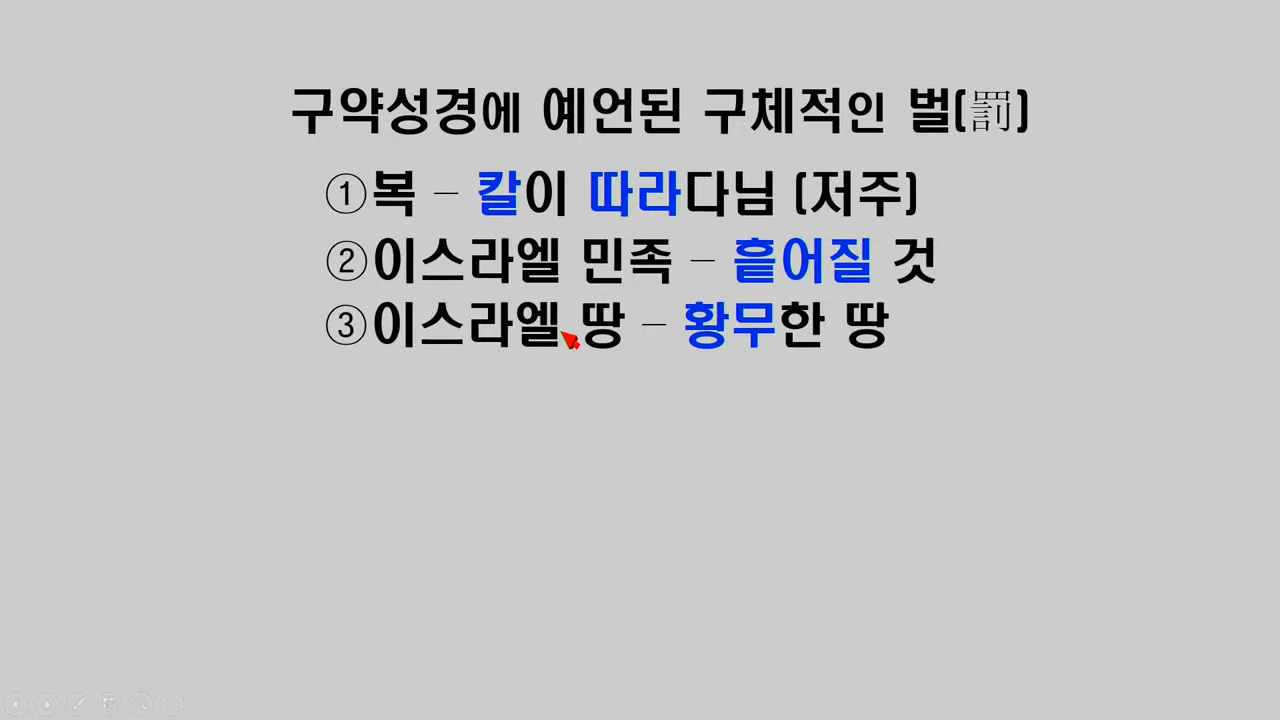 구약성경에 예언된 구체적인 벌(罰)
①복 – 칼이 따라다님 (저주)
②이스라엘 민족 – 흩어질 것
③이스라엘 땅 – 황무한 땅